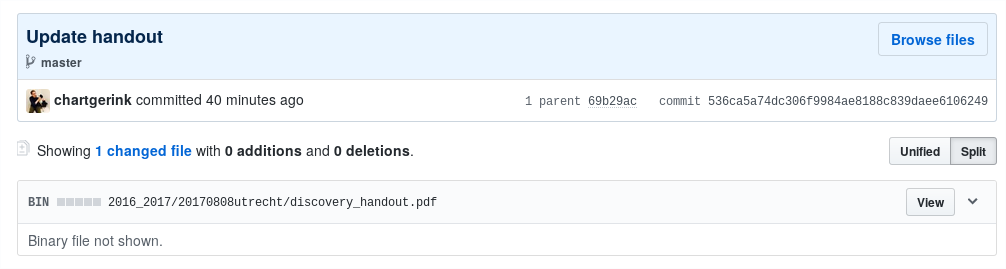 Update handout
Browse files
master
chartgerink committed 40 minutes ago
1 parent 69b29ac commit 536ca5a74dc306f9984ae8188c839daee6106249
Showing 1 changed file with 0 additions and 0 deletions.
Unified Split
BIN 2016_2017/20170808utrecht/discovery_handout.pdf
View
Binary file not shown.